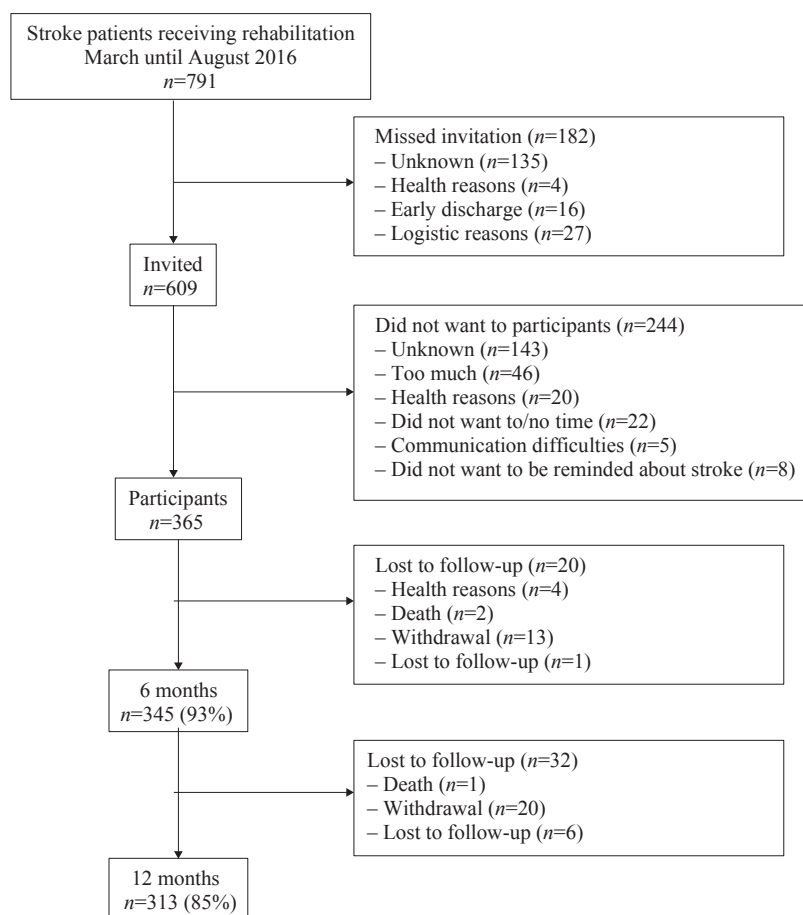 Stroke patients receiving rehabilitation
March until August 2016
n=791
Missed invitation (n=182)
– Unknown (n=135)
– Health reasons (n=4)
– Early discharge (n=16)
– Logistic reasons (n=27)
Invited
n=609
Did not want to participants (n=244)
– Unknown (n=143)
– Too much (n=46)
– Health reasons (n=20)
– Did not want to/no time (n=22)
– Communication difficulties (n=5)
– Did not want to be reminded about stroke (n=8)
Participants
n=365
Lost to follow-up (n=20)
– Health reasons (n=4)
– Death (n=2)
– Withdrawal (n=13)
– Lost to follow-up (n=1)
6 months
n=345 (93%)
Lost to follow-up (n=32)
– Death (n=1)
– Withdrawal (n=20)
– Lost to follow-up (n=6)
12 months
n=313 (85%)